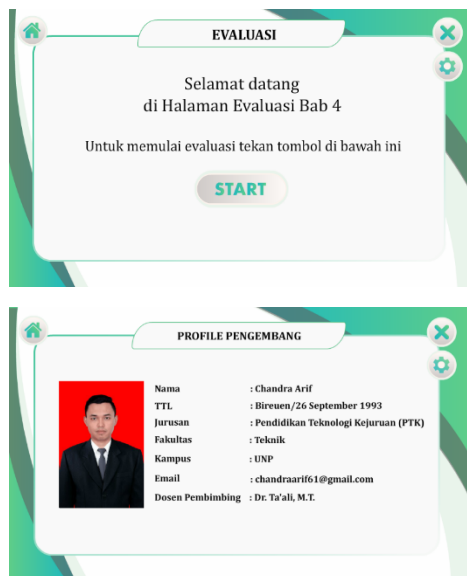 EVALUASI
Selamat datang
di Halaman Evaluasi Bab 4
Untuk memulai evaluasi tekan tombol di bawah ini
START
PROFILE PENGEMBANG
Nama : Chandra Arif
TTL : Bireuen/26 September 1993
Jurusan : Pendidikan Teknologi Kejuruan (PTK)
Fakultas : Teknik
Kampus : UNP
Email : chandraarif61@gmail.com
Dosen Pembimbing : Dr. Ta'ali, M.T.